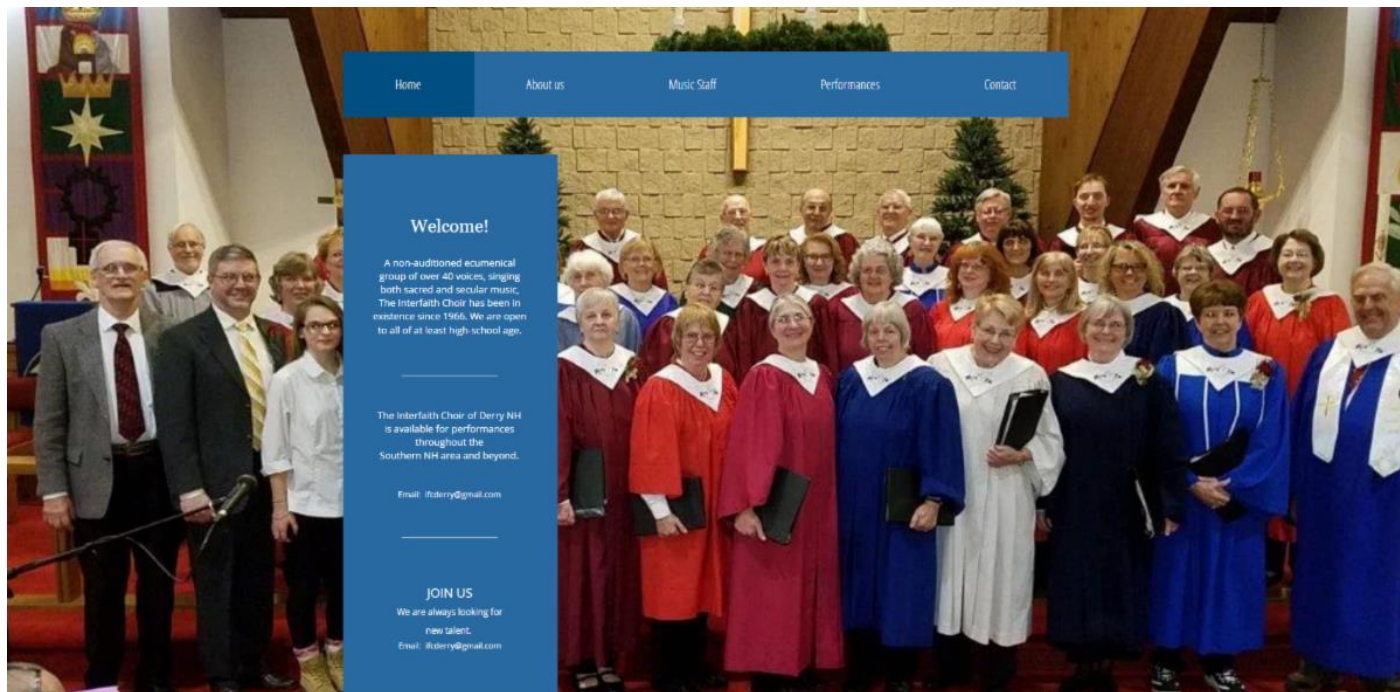 Home
About us
Music Staff
Performances
Contact
Welcome!
A non-auditioned ecumenical
group of over 40 voices, singing
both sacred and secular music,
The Interfaith Choir has been in
existence since 1966. We are open
to all of at least high-school age.
The Interfaith Choir of Derry NH
is available for performances
throughout the
Southern NH area and beyond.
Email: ifcderry@gmail.com
JOIN US
We are always looking for
new talent.
Email: ifcderry@gmail.com